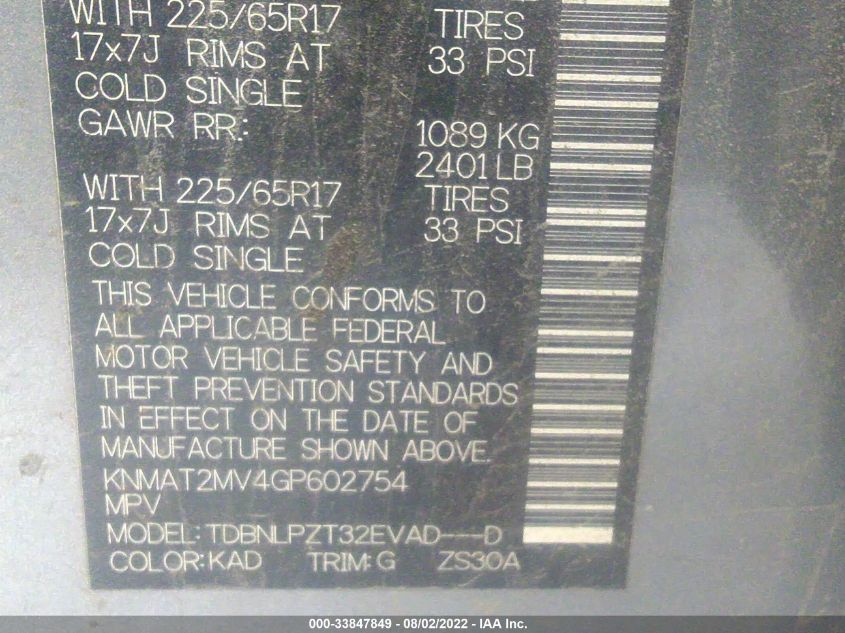 WITH 225/65R17 TIRES
17x7J RIMS AT 33 PSI
COLD SINGLE
GAWR RR: 1089 KG
2401 LB
WITH 225/65R17 TIRES
17x7J RIMS AT 33 PSI
COLD SINGLE
THIS VEHICLE CONFORMS TO
ALL APPLICABLE FEDERAL
MOTOR VEHICLE SAFETY AND
THEFT PREVENTION STANDARDS
IN EFFECT ON THE DATE OF
MANUFACTURE SHOWN ABOVE.
KNMAT2MV4GP602754
MPV
MODEL: TDBNLPZT32EVAD---D
COLOR: KAD TRIM: G ZS30A
000-33847849 - 08/02/2022 - IAA Inc.